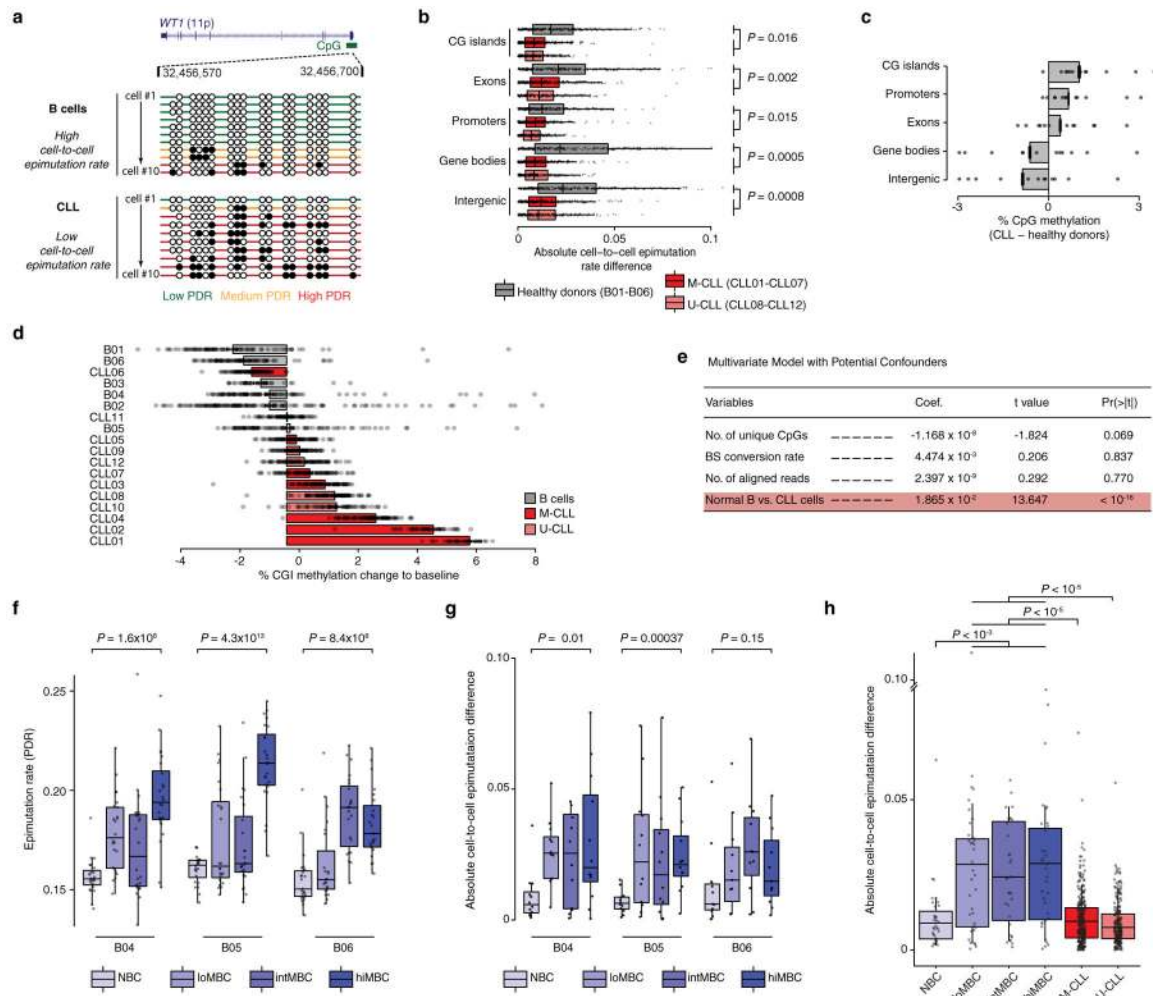 a
WT1 (11p)
CpG
32,456,570
32,456,700
cell #1
B cells
High
cell-to-cell
epimutation rate
cell #10
CLL
cell #1
Low
cell-to-cell
epimutation rate
cell #10
Low PDR Medium PDR High PDR
b
CG islands
Exons
Promoters
Gene bodies
Intergenic
P = 0.016
P = 0.002
P = 0.015
P = 0.0005
P = 0.0008
0 0.05 0.1
Absolute cell-to-cell epimutation
rate difference
Healthy donors (B01-B06)
M-CLL (CLL01-CLL07)
U-CLL (CLL08-CLL12)
c
CG islands
Promoters
Exons
Gene bodies
Intergenic
-3 0 3
% CpG methylation
(CLL – healthy donors)
d
B01
B06
CLL06
B03
B04
B02
CLL11
B05
CLL05
CLL09
CLL12
CLL07
CLL03
CLL08
CLL10
CLL04
CLL02
CLL01
B cells
M-CLL
U-CLL
-4 -2 0 2 4 6 8
% CGI methylation change to baseline
e
Multivariate Model with Potential Confounders
Variables Coef. t value Pr(>|t|)
No. of unique CpGs -1.168 x 10⁻⁹ -1.824 0.069
BS conversion rate 4.474 x 10⁻³ 0.206 0.837
No. of aligned reads 2.397 x 10⁻⁹ 0.292 0.770
Normal B vs. CLL cells 1.865 x 10⁻² 13.647 < 10⁻¹⁶
f
P = 1.6x10⁶ P = 4.3x10¹³ P = 8.4x10⁸
Epimutation rate (PDR)
0.25
0.20
0.15
B04 B05 B06
NBC loMBC intMBC hiMBC
g
P = 0.01 P = 0.00037 P = 0.15
Absolute cell-to-cell epimutaion difference
0.10
0.05
0
B04 B05 B06
NBC loMBC intMBC hiMBC
h
P < 10⁻⁵
P < 10⁻⁵
P < 10⁻³
Absolute cell-to-cell epimutataion difference
0.10
0.05
0
NBC
loMBC
intMBC
hiMBC
M-CLL
U-CLL